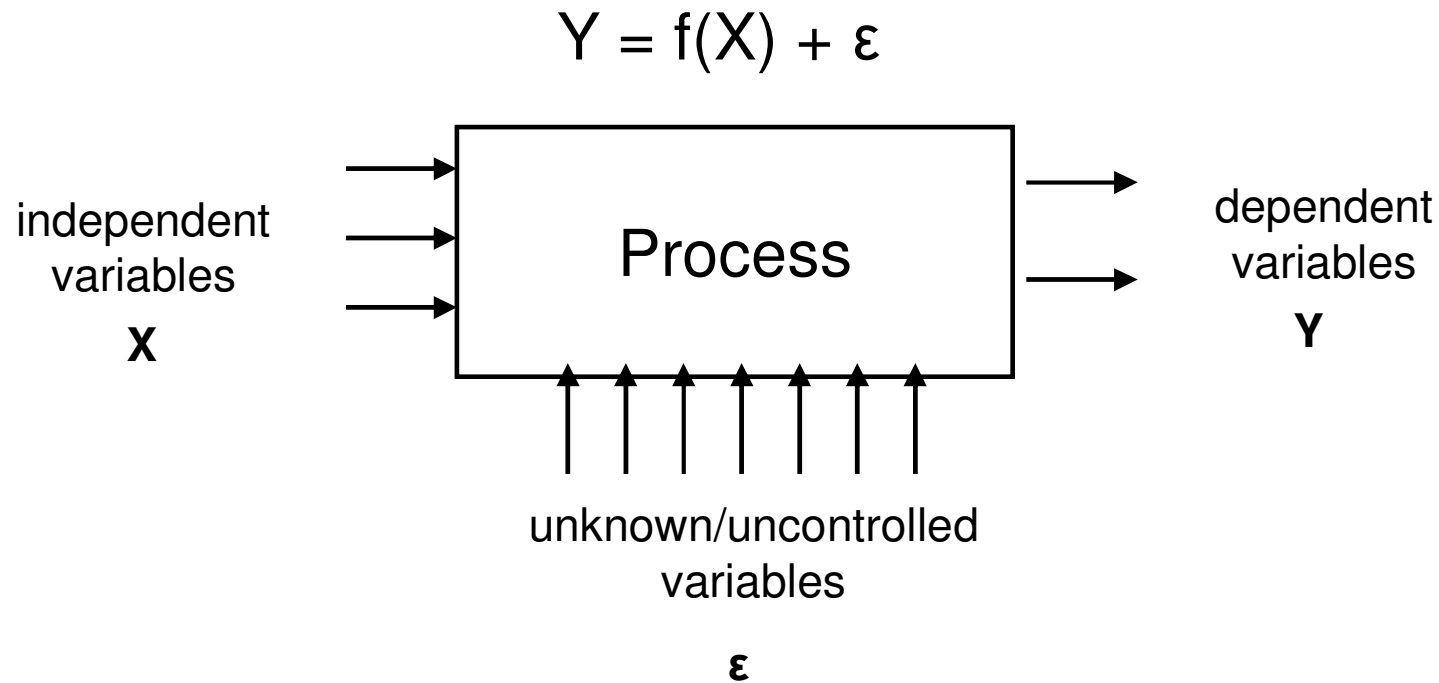 Y = f(X) + ε
independent
variables
X
Process
dependent
variables
Y
unknown/uncontrolled
variables
ε